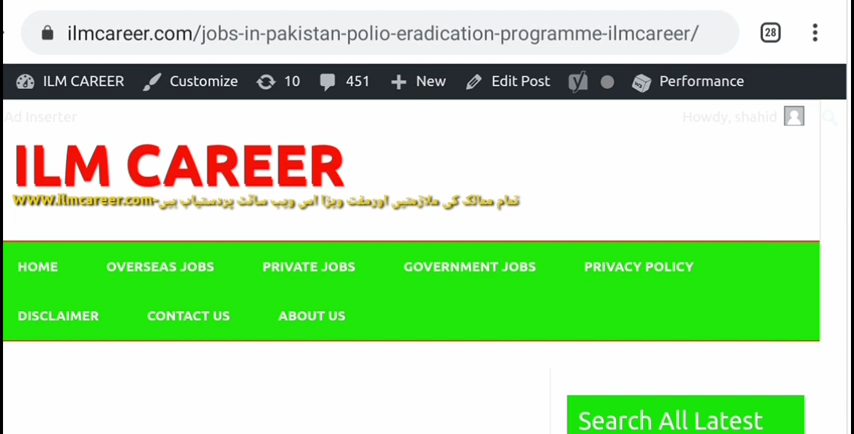 ilmcareer.com/jobs-in-pakistan-polio-eradication-programme-ilmcareer/ 28
ILM CAREER Customize 10 451 New Edit Post Performance
Ad Inserter Howdy, shahid
ILM CAREER
www.ilmcareer.com-تمام ممالک کی ملازمتیں اورمفت ویزا اس ویب سائٹ پردستیاب ہیں
HOME OVERSEAS JOBS PRIVATE JOBS GOVERNMENT JOBS PRIVACY POLICY
DISCLAIMER CONTACT US ABOUT US
Search All Latest